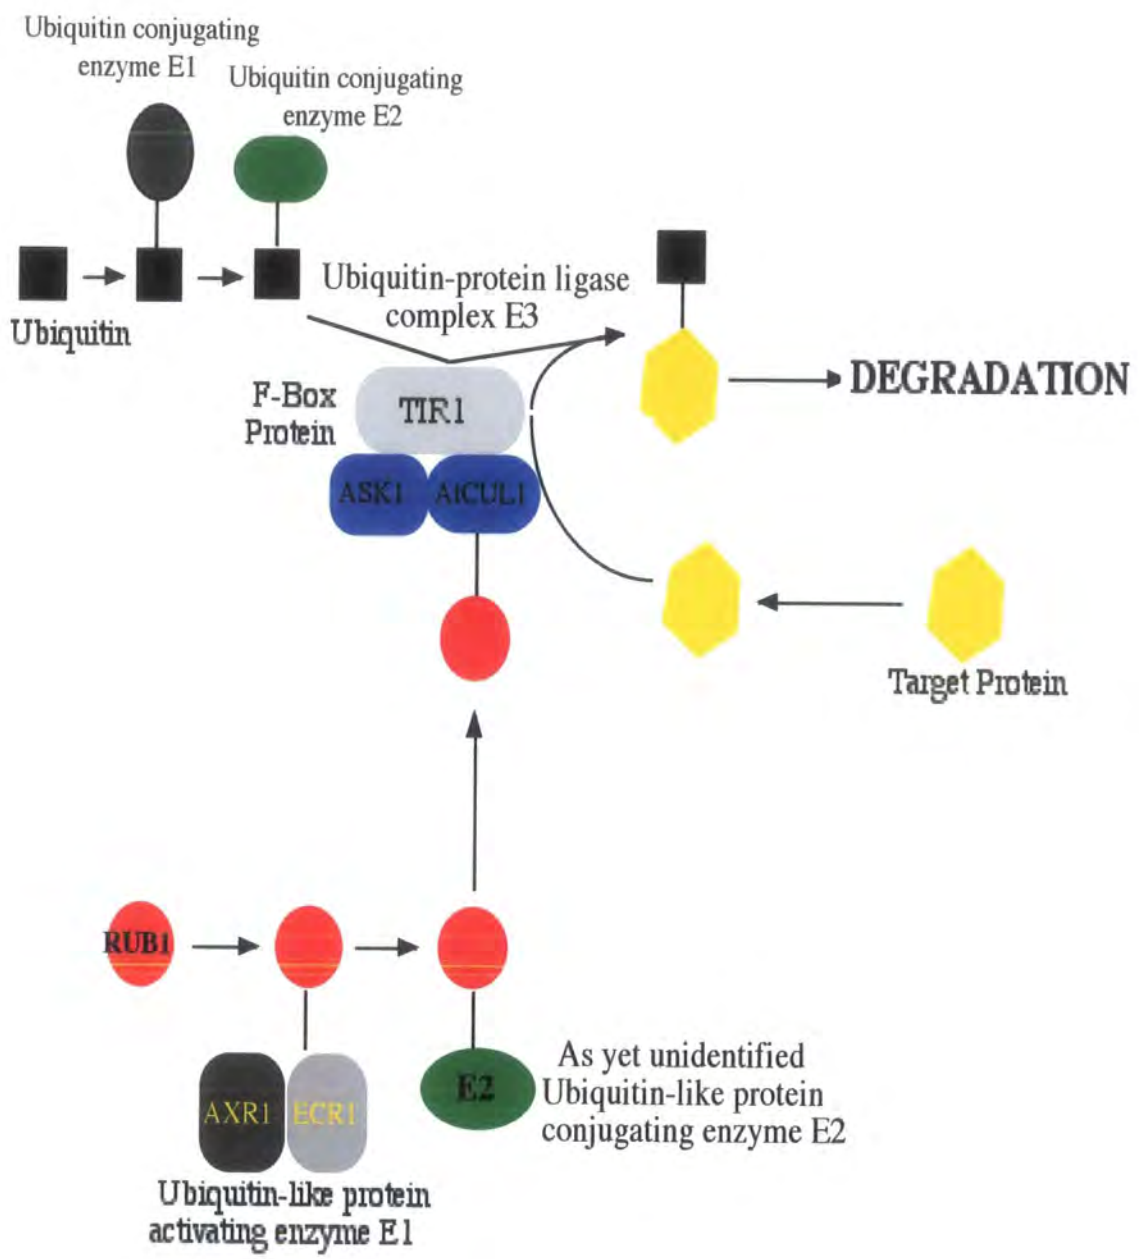 Ubiquitin conjugating
enzyme E1
Ubiquitin conjugating
enzyme E2
Ubiquitin
Ubiquitin-protein ligase
complex E3
F-Box
Protein
TIR1
ASK1
AtCUL1
DEGRADATION
Target Protein
RUB1
AXR1
ECR1
E2
As yet unidentified
Ubiquitin-like protein
conjugating enzyme E2
Ubiquitin-like protein
activating enzyme E1